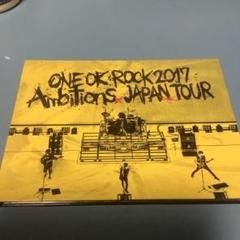 ONE OK ROCK 2017
Ambitions JAPAN TOUR